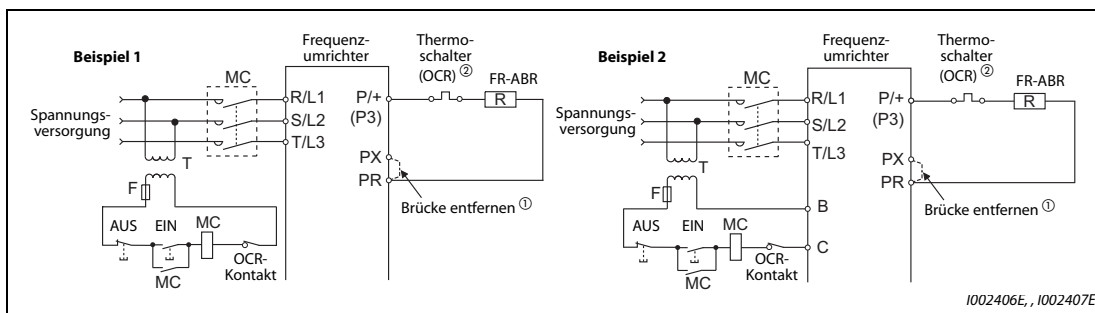 Beispiel 1
Frequenz-
umrichter
Thermo-
schalter
(OCR) ②
FR-ABR
MC
R
R/L1
P/+
Spannungs-
versorgung
S/L2
(P3)
T/L3
PX
T
PR
F
Brücke entfernen ①
AUS
EIN
MC
OCR-
Kontakt
MC
Beispiel 2
Frequenz-
umrichter
Thermo-
schalter
(OCR) ②
FR-ABR
MC
R
R/L1
P/+
Spannungs-
versorgung
S/L2
(P3)
T/L3
PX
T
PR
F
B
Brücke entfernen ①
AUS
EIN
MC
C
OCR-
Kontakt
MC
I002406E, , I002407E